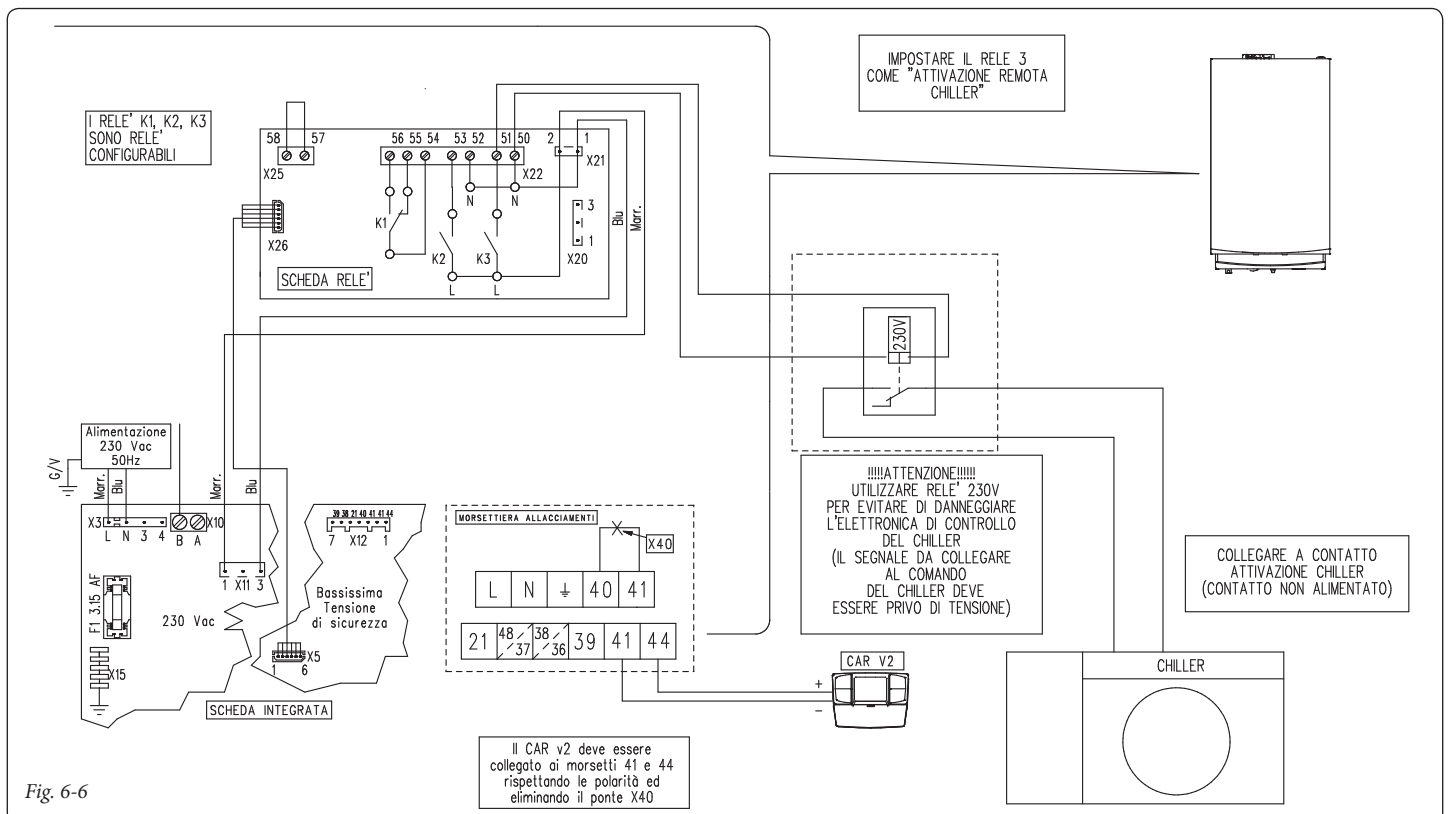 IMPOSTARE IL RELE 3
COME "ATTIVAZIONE REMOTA
CHILLER"
I RELE' K1, K2, K3
SONO RELE'
CONFIGURABILI
58 57
56 55 54 53 52 51 50
2 1
X25
X22
X21
N N
K1
K2
K3
3
1
X20
X26
L L
SCHEDA RELE'
Blu
Marr.
230V
Alimentazione
230 Vac
50Hz
G/V
Marr.
Blu
Marr.
Blu
X3
L N 3 4
B A
X10
39 38 21 40 41 41 44
7 X12 1
1 X11 3
F1 3.15 AF
230 Vac
Bassissima
Tensione
di sicurezza
X15
X5
1 6
SCHEDA INTEGRATA
MORSETTIERA ALLACCIAMENTI
X40
L N 40 41
21 48/37 38/36 39 41 44
!!!!!ATTENZIONE!!!!!!
UTILIZZARE RELE' 230V
PER EVITARE DI DANNEGGIARE
L'ELETTRONICA DI CONTROLLO
DEL CHILLER
(IL SEGNALE DA COLLEGARE
AL COMANDO
DEL CHILLER DEVE
ESSERE PRIVO DI TENSIONE)
COLLEGARE A CONTATTO
ATTIVAZIONE CHILLER
(CONTATTO NON ALIMENTATO)
CAR V2
+
-
CHILLER
Il CAR v2 deve essere
collegato ai morsetti 41 e 44
rispettando le polarità ed
eliminando il ponte X40
Fig. 6-6